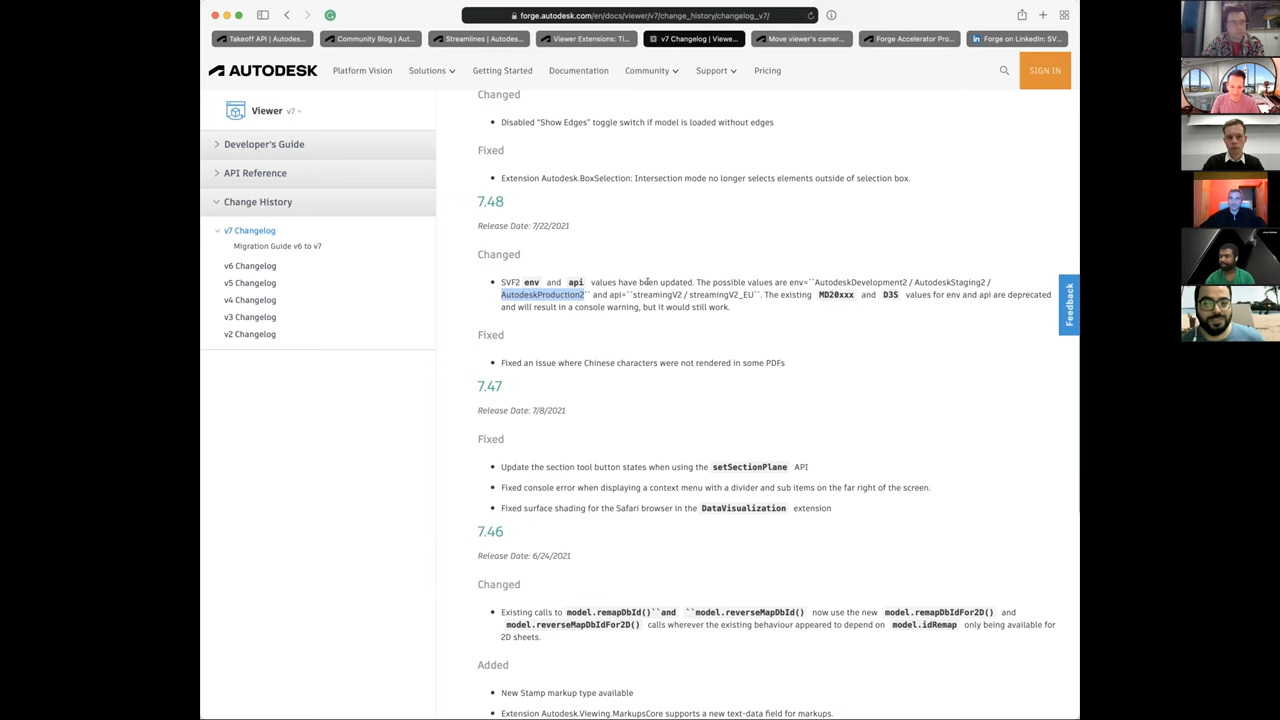 forge.autodesk.com/en/docs/viewer/v7/change_history/changelog_v7/
Takeoff API | Autodes...
Community Blog | Aut...
Streamlines | Autodes...
Viewer Extensions: Ti...
v7 Changelog | Viewe...
Move viewer's camer...
Forge Accelerator Pro...
Forge on LinkedIn: SV...
AUTODESK
Platform Vision
Solutions
Getting Started
Documentation
Community
Support
Pricing
SIGN IN
Viewer v7
Developer's Guide
API Reference
Change History
v7 Changelog
Migration Guide v6 to v7
v6 Changelog
v5 Changelog
v4 Changelog
v3 Changelog
v2 Changelog
Changed
Disabled "Show Edges" toggle switch if model is loaded without edges
Fixed
Extension Autodesk.BoxSelection: Intersection mode no longer selects elements outside of selection box.
7.48
Release Date: 7/22/2021
Changed
SVF2 env and api values have been updated. The possible values are env=``AutodeskDevelopment2 / AutodeskStaging2 /
AutodeskProduction2`` and api=``streamingV2 / streamingV2_EU``. The existing MD20xxx and D3S values for env and api are deprecated
and will result in a console warning, but it would still work.
Fixed
Fixed an issue where Chinese characters were not rendered in some PDFs
7.47
Release Date: 7/8/2021
Fixed
Update the section tool button states when using the setSectionPlane API
Fixed console error when displaying a context menu with a divider and sub items on the far right of the screen.
Fixed surface shading for the Safari browser in the DataVisualization extension
7.46
Release Date: 6/24/2021
Changed
Existing calls to model.remapDbId()``and ``model.reverseMapDbId() now use the new model.remapDbIdFor2D() and
model.reverseMapDbIdFor2D() calls wherever the existing behaviour appeared to depend on model.idRemap only being available for
2D sheets.
Added
New Stamp markup type available
Extension Autodesk.Viewing.MarkupsCore supports a new text-data field for markups.
Feedback